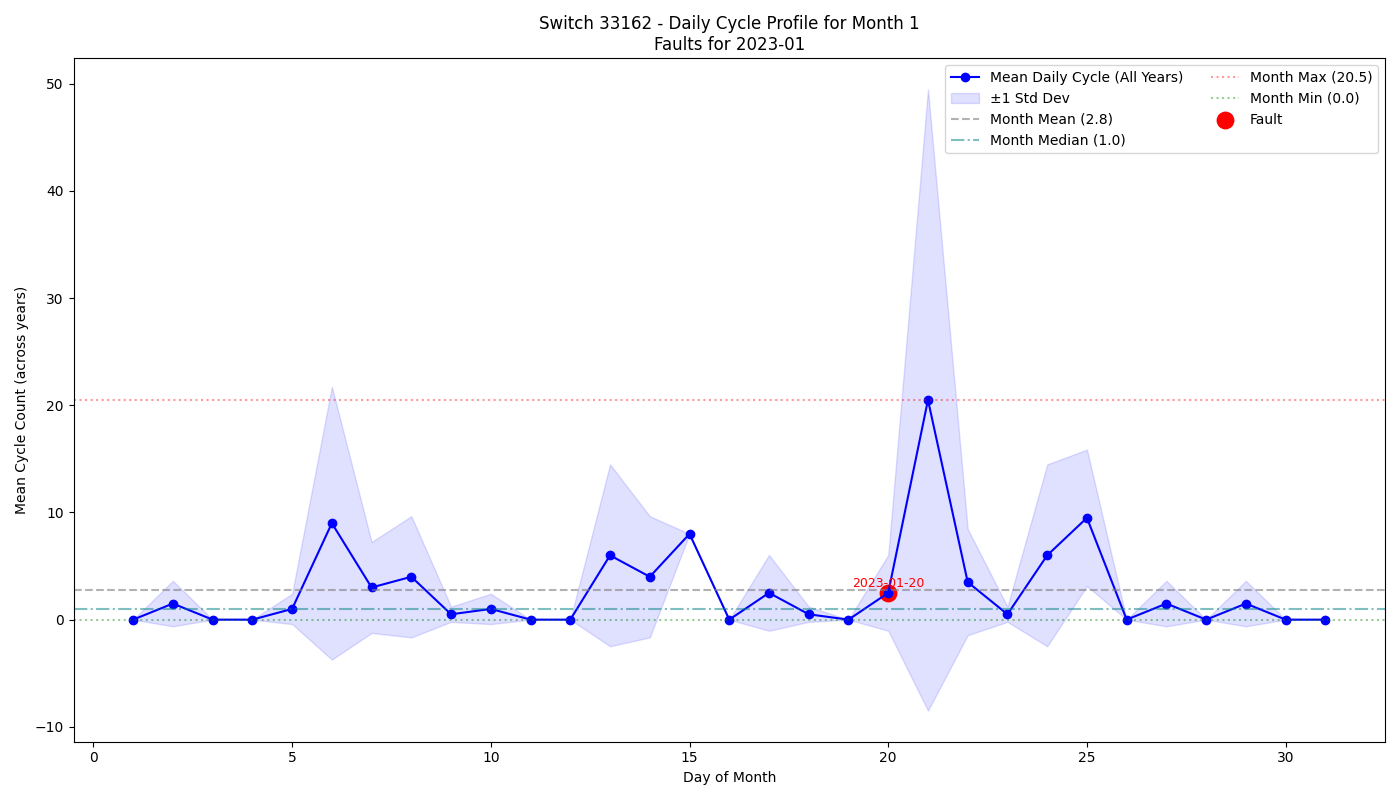 Switch 33162 - Daily Cycle Profile for Month 1
Faults for 2023-01
Mean Daily Cycle (All Years)
±1 Std Dev
Month Mean (2.8)
Month Median (1.0)
Month Max (20.5)
Month Min (0.0)
Fault
Mean Cycle Count (across years)
50
40
30
20
10
0
−10
2023-01-20
0
5
10
15
20
25
30
Day of Month